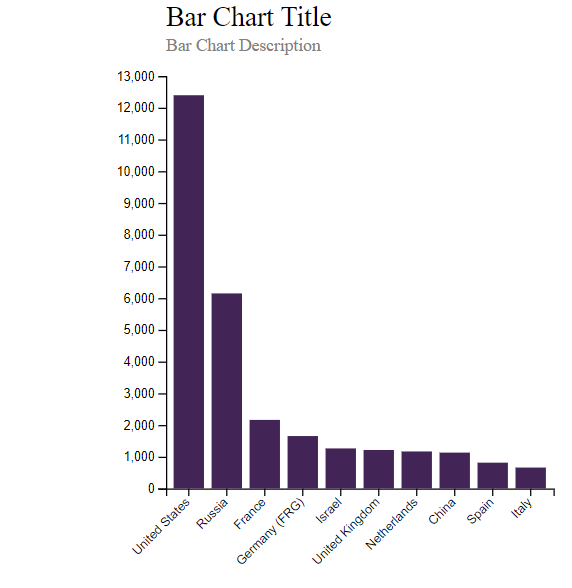 Bar Chart Title
Bar Chart Description
13,000
12,000
11,000
10,000
9,000
8,000
7,000
6,000
5,000
4,000
3,000
2,000
1,000
0
United States
Russia
France
Germany (FRG)
Israel
United Kingdom
Netherlands
China
Spain
Italy